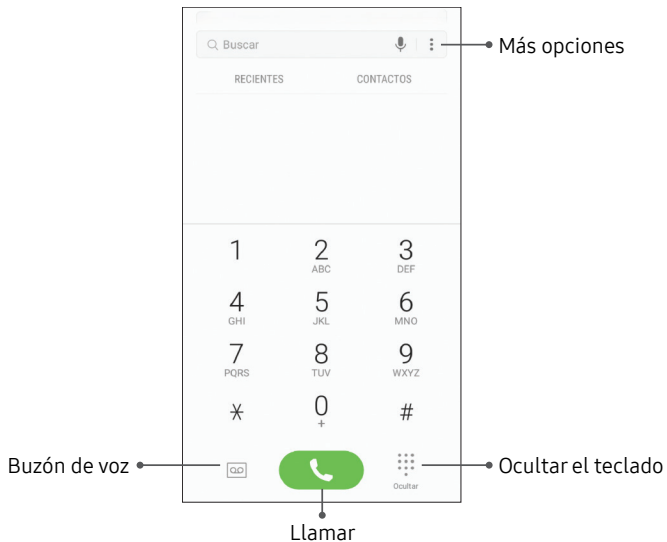 Buscar
Más opciones
RECIENTES CONTACTOS
1 2 3
ABC DEF
4 5 6
GHI JKL MNO
7 8 9
PQRS TUV WXYZ
* 0 #
+
Buzón de voz
Ocultar
Ocultar el teclado
Llamar